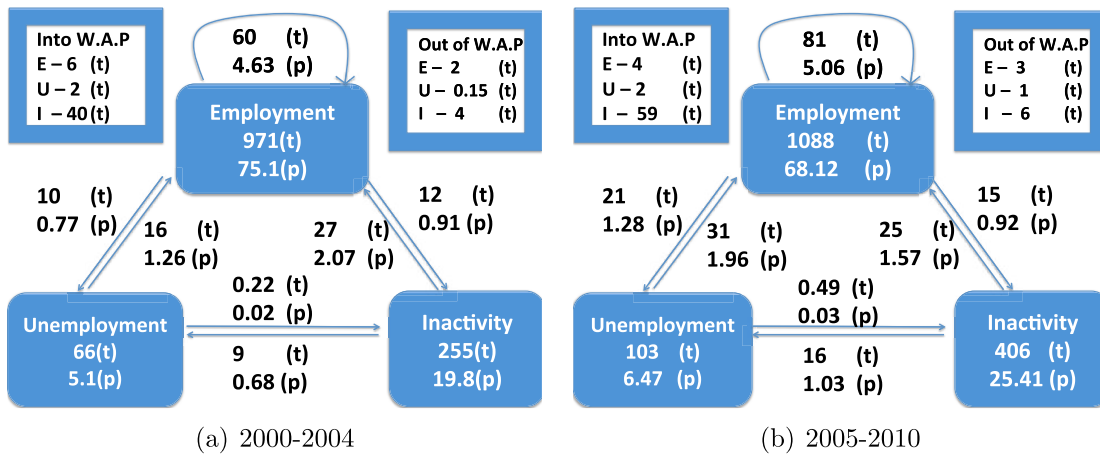 Into W.A.P
E – 6 (t)
U – 2 (t)
I – 40 (t)
60 (t)
4.63 (p)
Out of W.A.P
E – 2 (t)
U – 0.15 (t)
I – 4 (t)
Employment
971(t)
75.1(p)
10 (t)
0.77 (p)
16 (t)
1.26 (p)
27 (t)
2.07 (p)
12 (t)
0.91 (p)
0.22 (t)
0.02 (p)
Unemployment
66(t)
5.1(p)
9 (t)
0.68 (p)
Inactivity
255(t)
19.8(p)
(a) 2000-2004
Into W.A.P
E – 4 (t)
U – 2 (t)
I – 59 (t)
81 (t)
5.06 (p)
Out of W.A.P
E – 3 (t)
U – 1 (t)
I – 6 (t)
Employment
1088 (t)
68.12 (p)
21 (t)
1.28 (p)
31 (t)
1.96 (p)
25 (t)
1.57 (p)
15 (t)
0.92 (p)
0.49 (t)
0.03 (p)
Unemployment
103 (t)
6.47 (p)
16 (t)
1.03 (p)
Inactivity
406 (t)
25.41 (p)
(b) 2005-2010